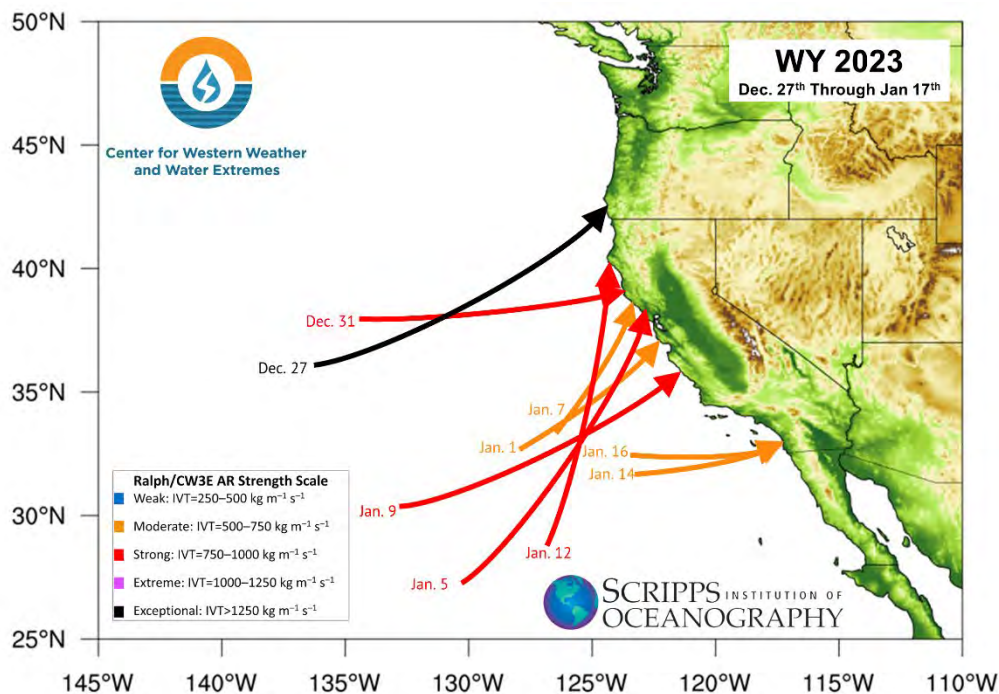 50°N
45°N
40°N
35°N
30°N
25°N
WY 2023
Dec. 27th Through Jan 17th
Center for Western Weather
and Water Extremes
Dec. 31
Dec. 27
Jan. 7
Jan. 1
Jan. 16
Jan. 14
Jan. 9
Jan. 12
Jan. 5
Ralph/CW3E AR Strength Scale
Weak: IVT=250–500 kg m⁻¹ s⁻¹
Moderate: IVT=500–750 kg m⁻¹ s⁻¹
Strong: IVT=750–1000 kg m⁻¹ s⁻¹
Extreme: IVT=1000–1250 kg m⁻¹ s⁻¹
Exceptional: IVT>1250 kg m⁻¹ s⁻¹
SCRIPPS INSTITUTION OF
OCEANOGRAPHY
145°W 140°W 135°W 130°W 125°W 120°W 115°W 110°W